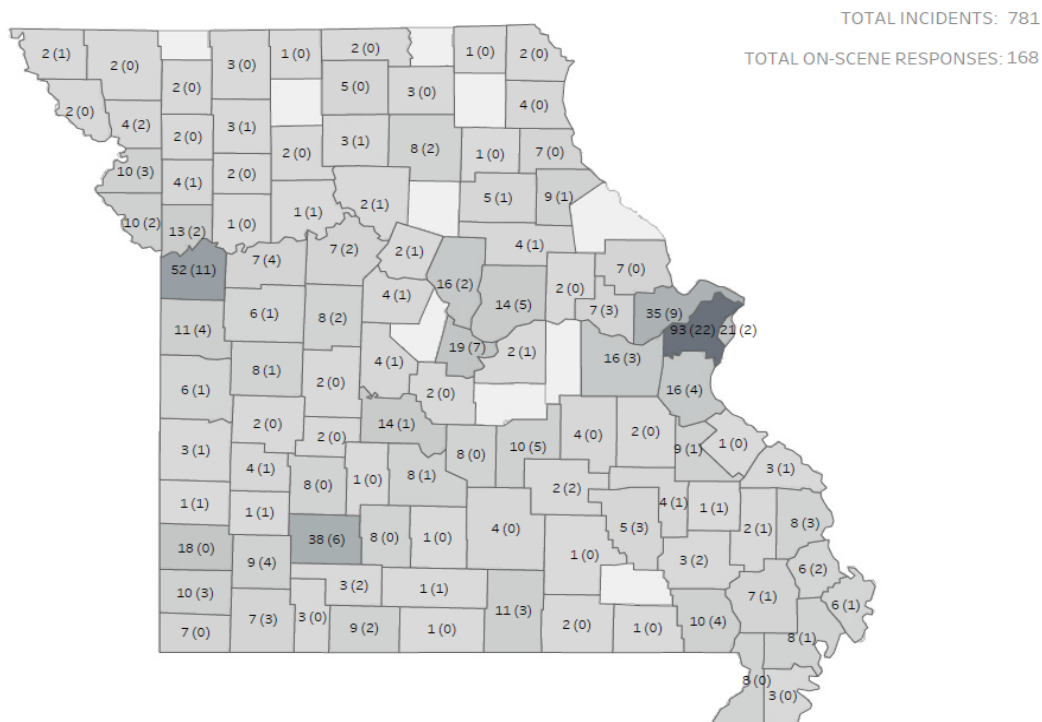 TOTAL INCIDENTS: 781
TOTAL ON-SCENE RESPONSES: 168
2 (1) 2 (0) 3 (0) 1 (0) 2 (0) 1 (0) 2 (0)
2 (0) 2 (0) 5 (0) 3 (0) 4 (0)
4 (2) 2 (0) 3 (1) 2 (0) 3 (1) 8 (2) 1 (0) 7 (0)
10 (3) 4 (1) 2 (0) 2 (1) 5 (1) 9 (1)
10 (2) 13 (2) 1 (0) 1 (1) 7 (2) 2 (1) 4 (1)
52 (11) 7 (4) 4 (1) 16 (2) 14 (5) 2 (0) 7 (0)
11 (4) 6 (1) 8 (2) 19 (7) 2 (1) 7 (3) 35 (9) 93 (22) 21 (2)
6 (1) 8 (1) 2 (0) 4 (1) 2 (0) 16 (3) 16 (4)
3 (1) 2 (0) 2 (0) 14 (1) 8 (0) 10 (5) 4 (0) 2 (0) 9 (1) 1 (0)
4 (1) 8 (0) 1 (0) 8 (1) 2 (2) 3 (1)
1 (1) 1 (1) 4 (0) 5 (3) 4 (1) 1 (1) 2 (1) 8 (3)
18 (0) 9 (4) 38 (6) 8 (0) 1 (0) 1 (0) 3 (2) 6 (2)
10 (3) 3 (2) 1 (1) 7 (1) 6 (1)
7 (0) 7 (3) 3 (0) 9 (2) 1 (0) 11 (3) 2 (0) 1 (0) 10 (4) 8 (1)
(0) 3 (0)